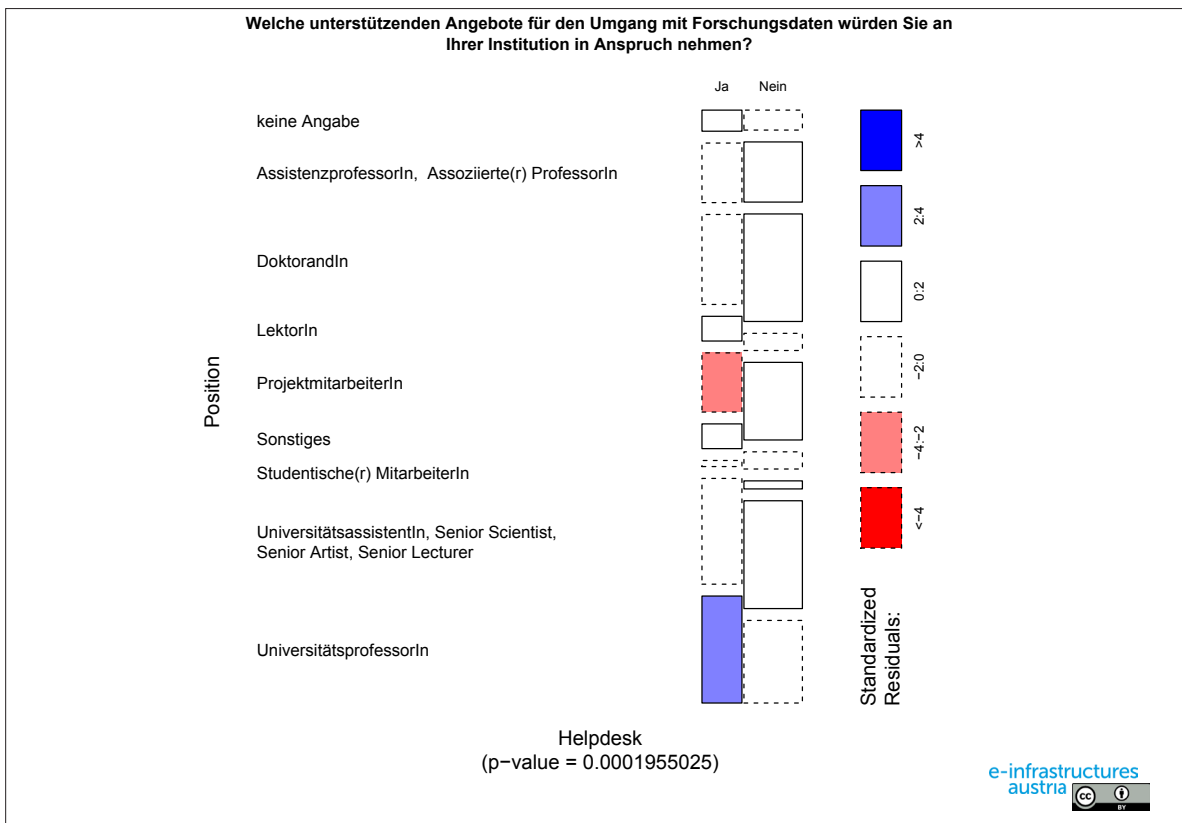 Welche unterstützenden Angebote für den Umgang mit Forschungsdaten würden Sie an
Ihrer Institution in Anspruch nehmen?
Ja
Nein
keine Angabe
AssistenzprofessorIn, Assoziierte(r) ProfessorIn
DoktorandIn
LektorIn
ProjektmitarbeiterIn
Sonstiges
Studentische(r) MitarbeiterIn
UniversitätsassistentIn, Senior Scientist,
Senior Artist, Senior Lecturer
UniversitätsprofessorIn
Position
>4
2:4
0:2
−2:0
−4:−2
<−4
Standardized
Residuals:
Helpdesk
(p−value = 0.0001955025)
e-infrastructures
austria
cc
BY